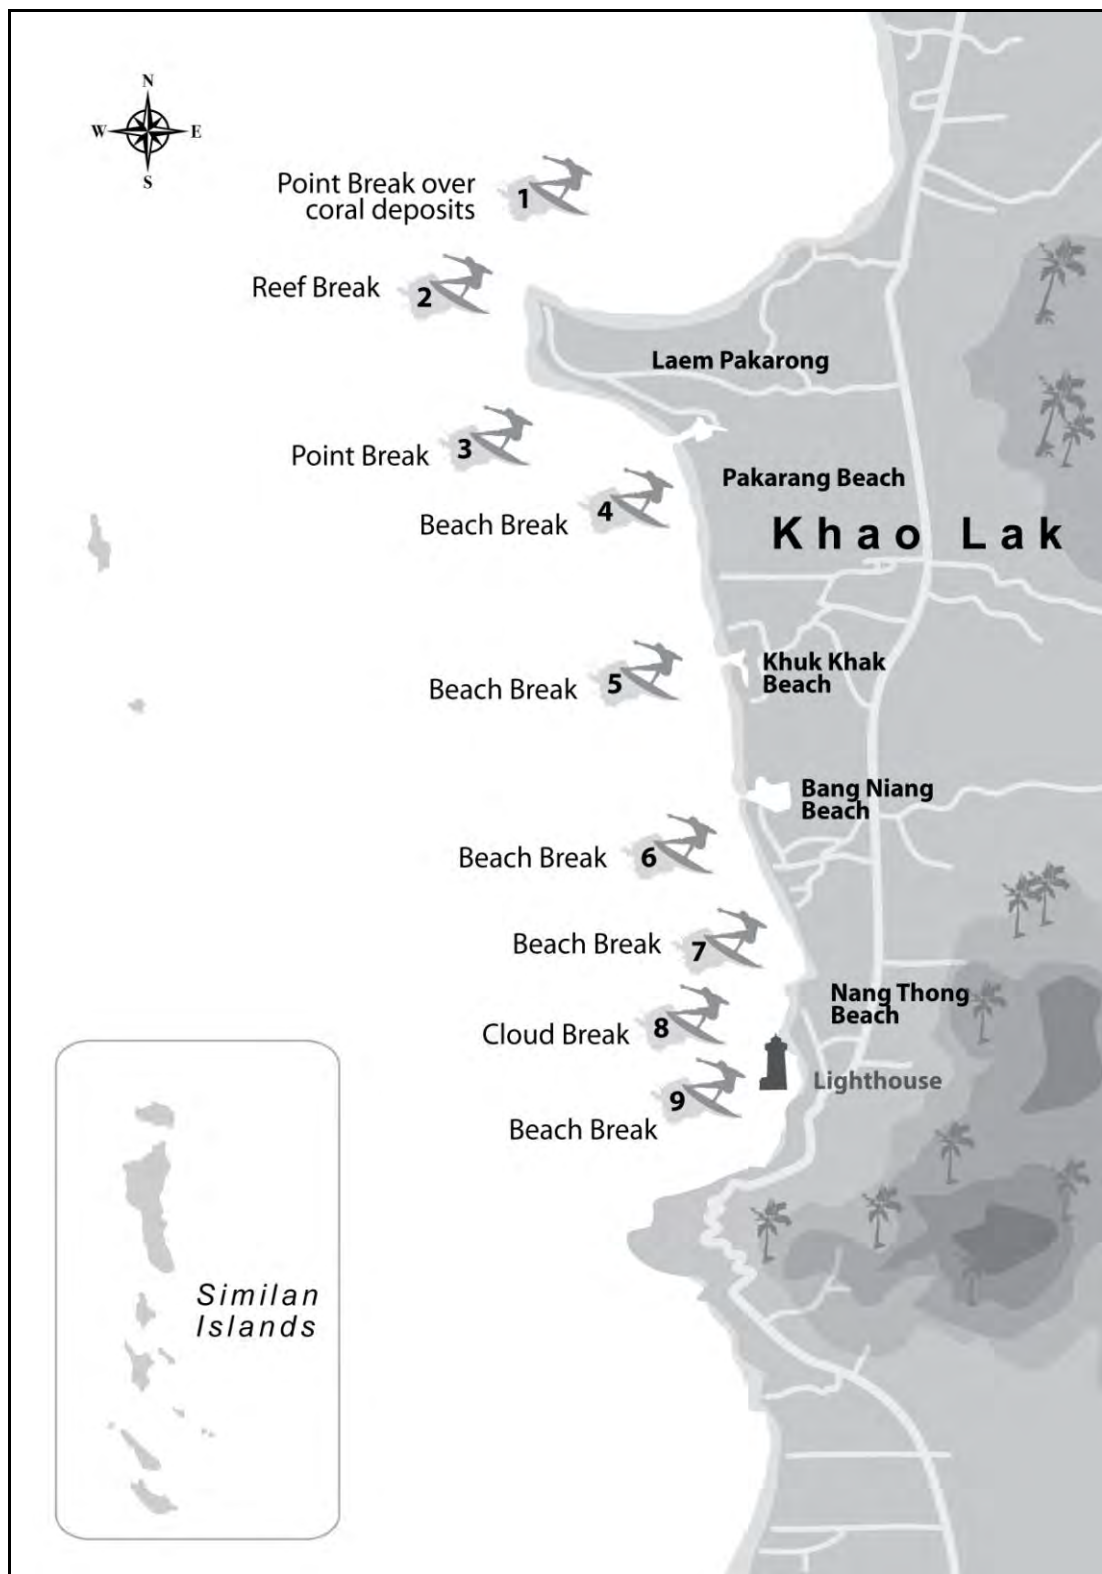 N
W E
S
Point Break over
coral deposits
1
Reef Break
2
Laem Pakarong
Point Break
3
Pakarang Beach
Beach Break
4
Khao Lak
Beach Break
5
Khuk Khak
Beach
Bang Niang
Beach
Beach Break
6
Beach Break
7
Nang Thong
Beach
Cloud Break
8
Lighthouse
Beach Break
9
Similan
Islands